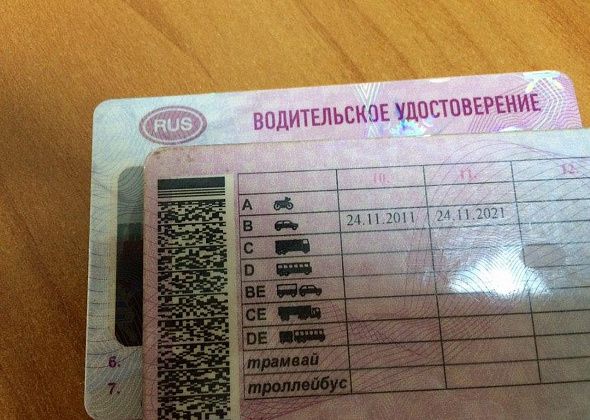 RUS ВОДИТЕЛЬСКОЕ УДОСТОВЕРЕНИЕ
10. 11. 12.
A
B 24.11.2011 24.11.2021
C
D
BE
CE
DE
трамвай
троллейбус
6.
7.